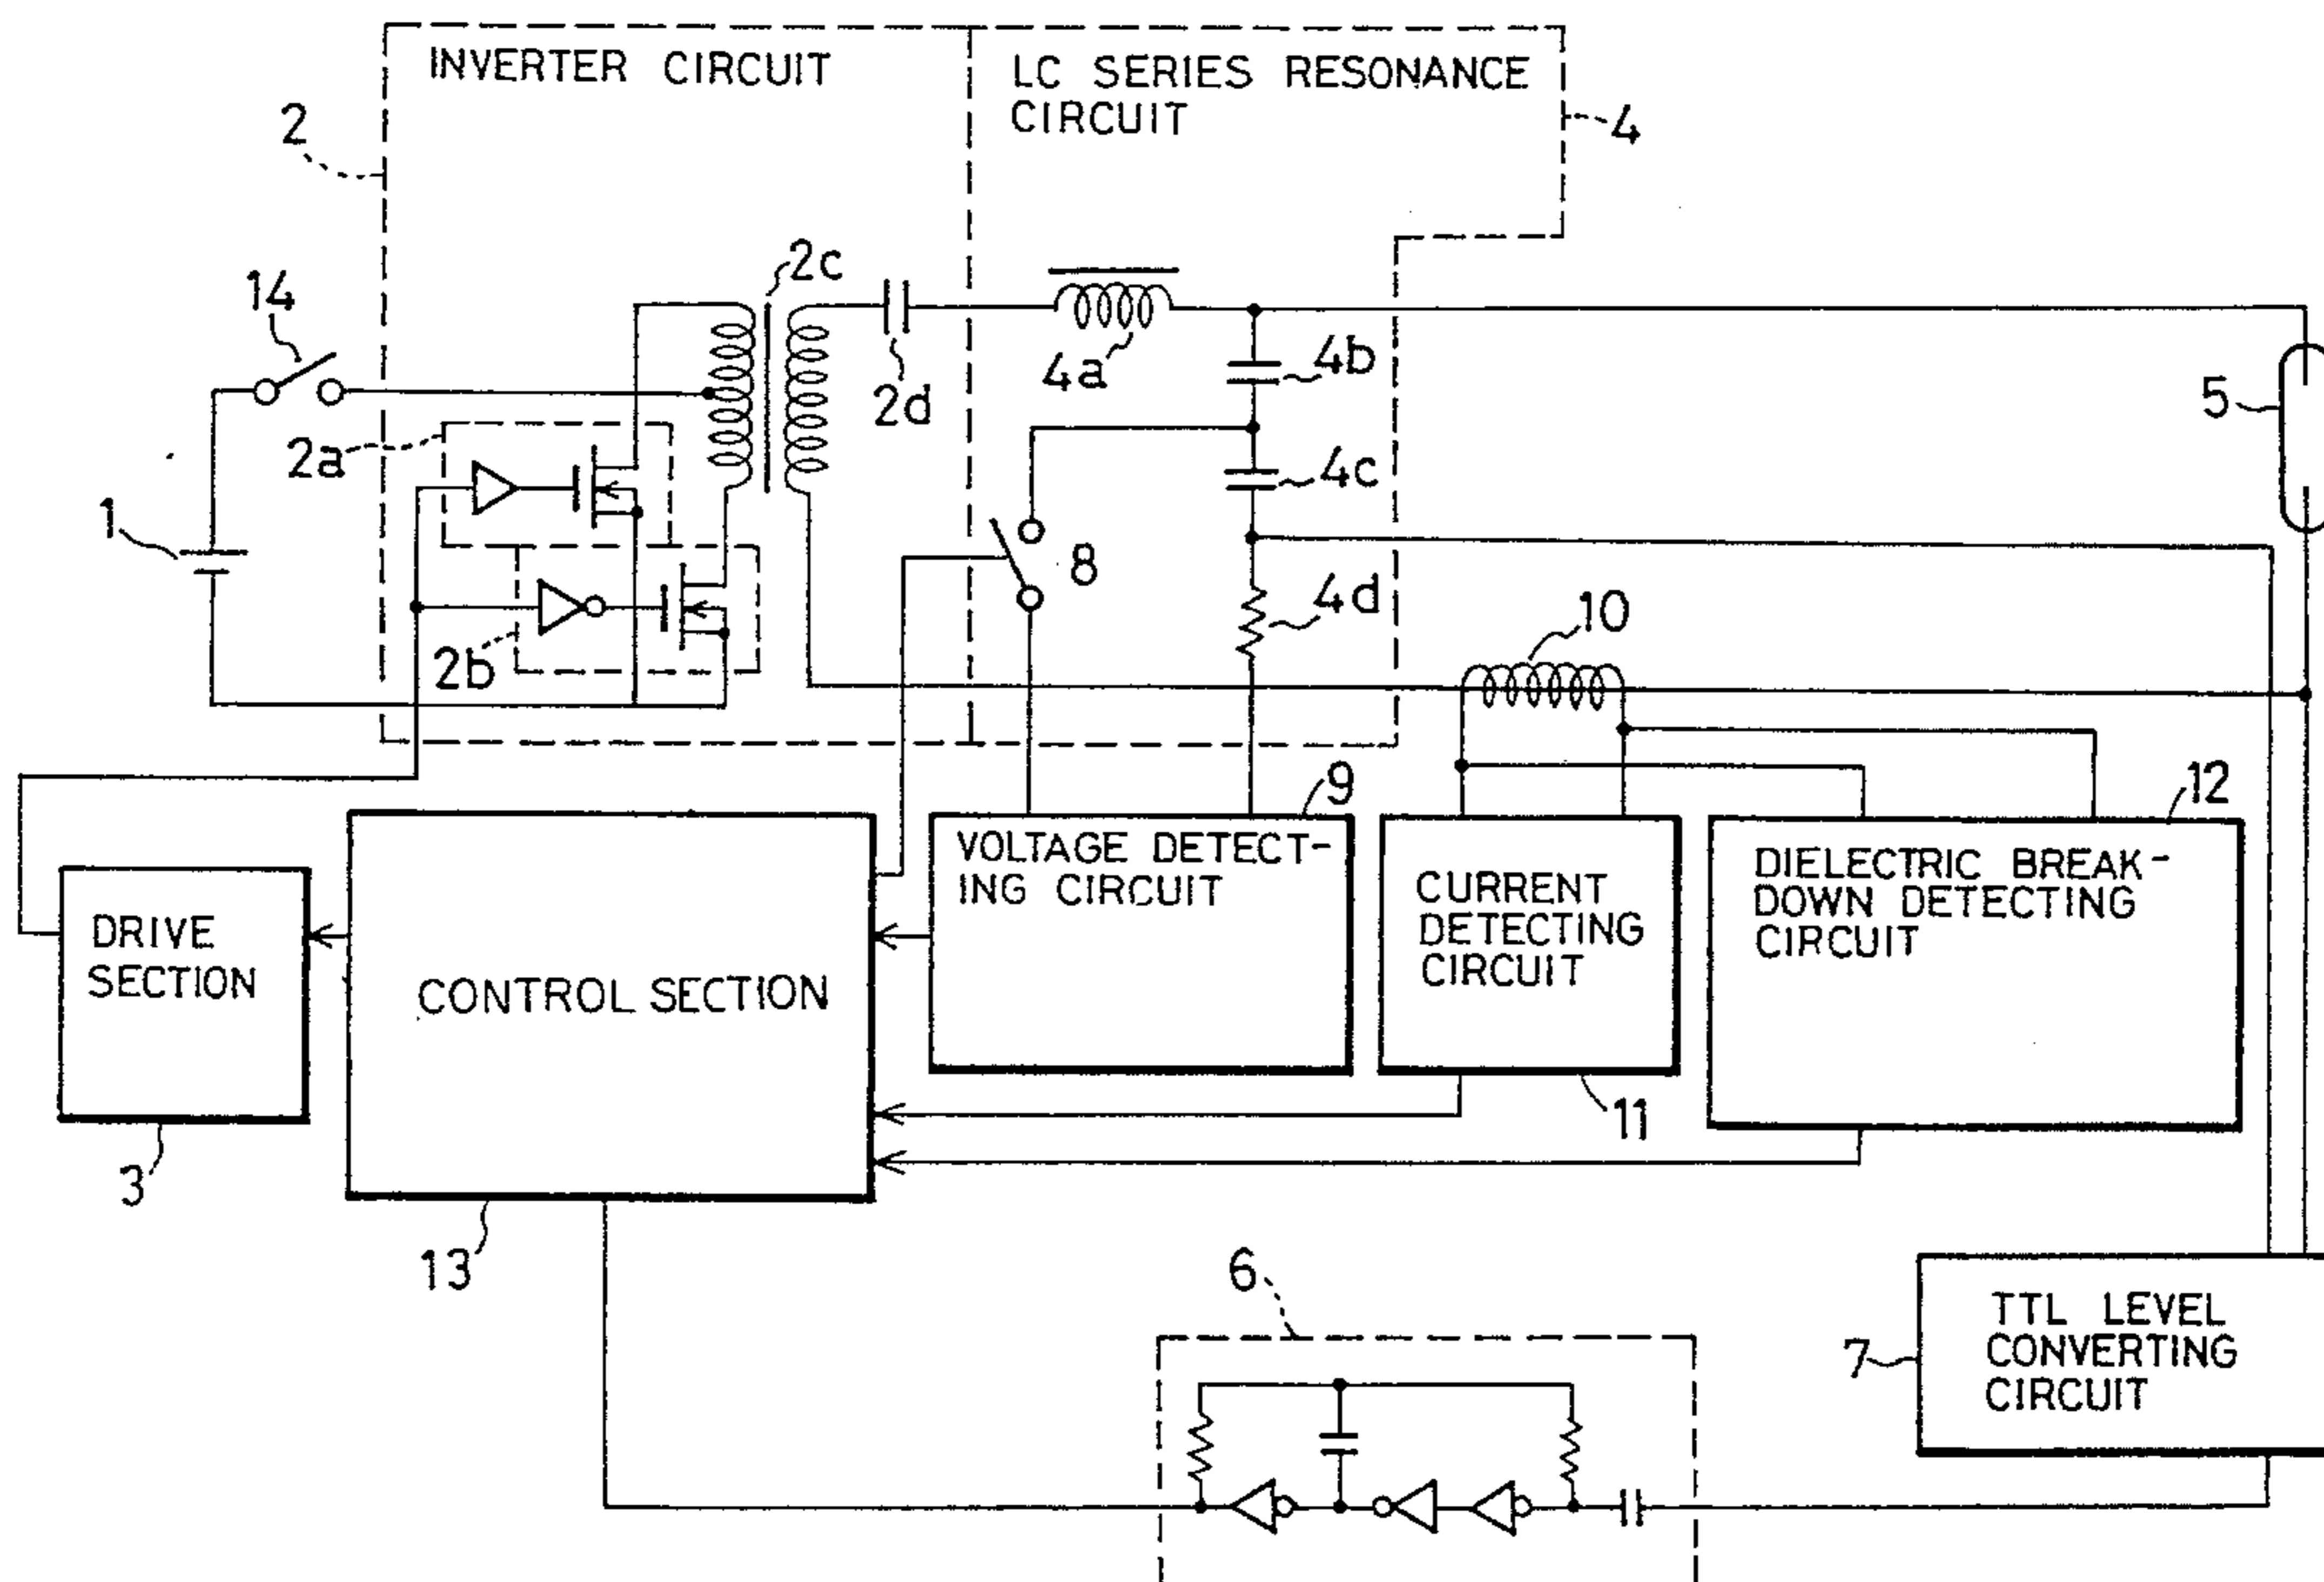 INVERTER CIRCUIT
LC SERIES RESONANCE
CIRCUIT
2
4
14
2c
2d
4a
4b
5
2a
4c
1
8
4d
10
2b
9
12
VOLTAGE DETECT-
ING CIRCUIT
DIELECTRIC BREAK-
DOWN DETECTING
CIRCUIT
CURRENT
DETECTING
CIRCUIT
DRIVE
SECTION
CONTROL SECTION
11
3
13
6
TTL LEVEL
CONVERTING
CIRCUIT
7